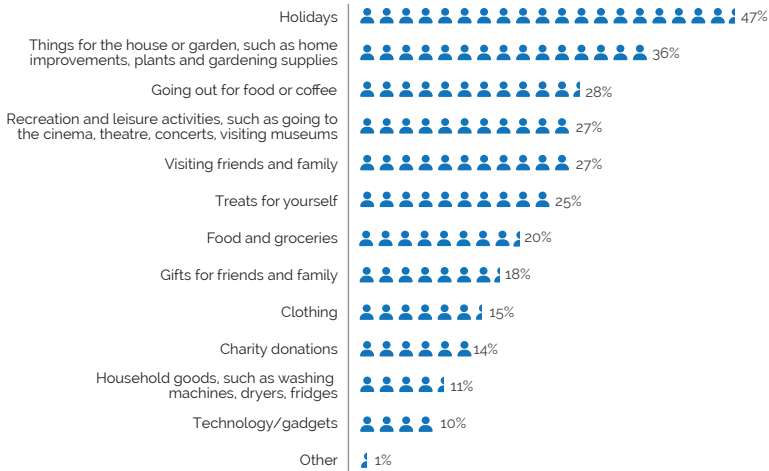 Holidays 47%
Things for the house or garden, such as home
improvements, plants and gardening supplies 36%
Going out for food or coffee 28%
Recreation and leisure activities, such as going to
the cinema, theatre, concerts, visiting museums 27%
Visiting friends and family 27%
Treats for yourself 25%
Food and groceries 20%
Gifts for friends and family 18%
Clothing 15%
Charity donations 14%
Household goods, such as washing
machines, dryers, fridges 11%
Technology/gadgets 10%
Other 1%